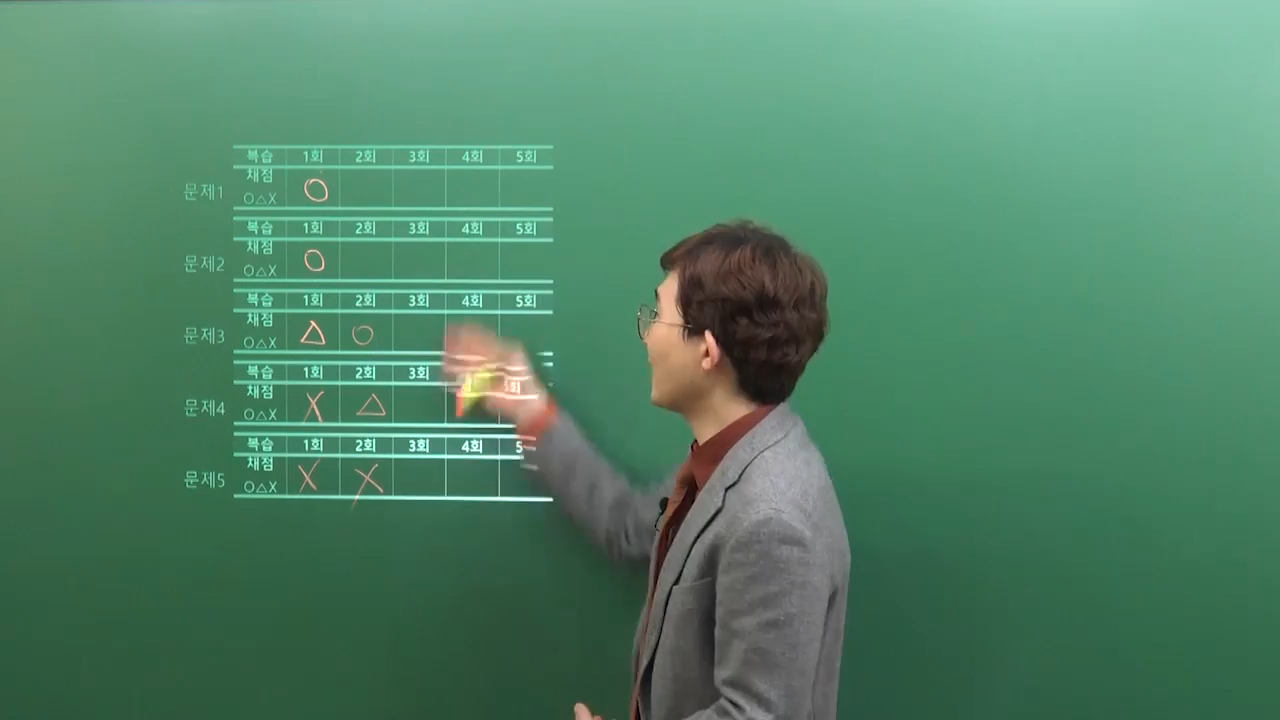 복습 1회 2회 3회 4회 5회
문제1 채점 O△X ○
복습 1회 2회 3회 4회 5회
문제2 채점 O△X ○
복습 1회 2회 3회 4회 5회
문제3 채점 O△X △ ○
복습 1회 2회 3회 5회
문제4 채점 O△X X △
복습 1회 2회 3회 4회 5
문제5 채점 O△X X X